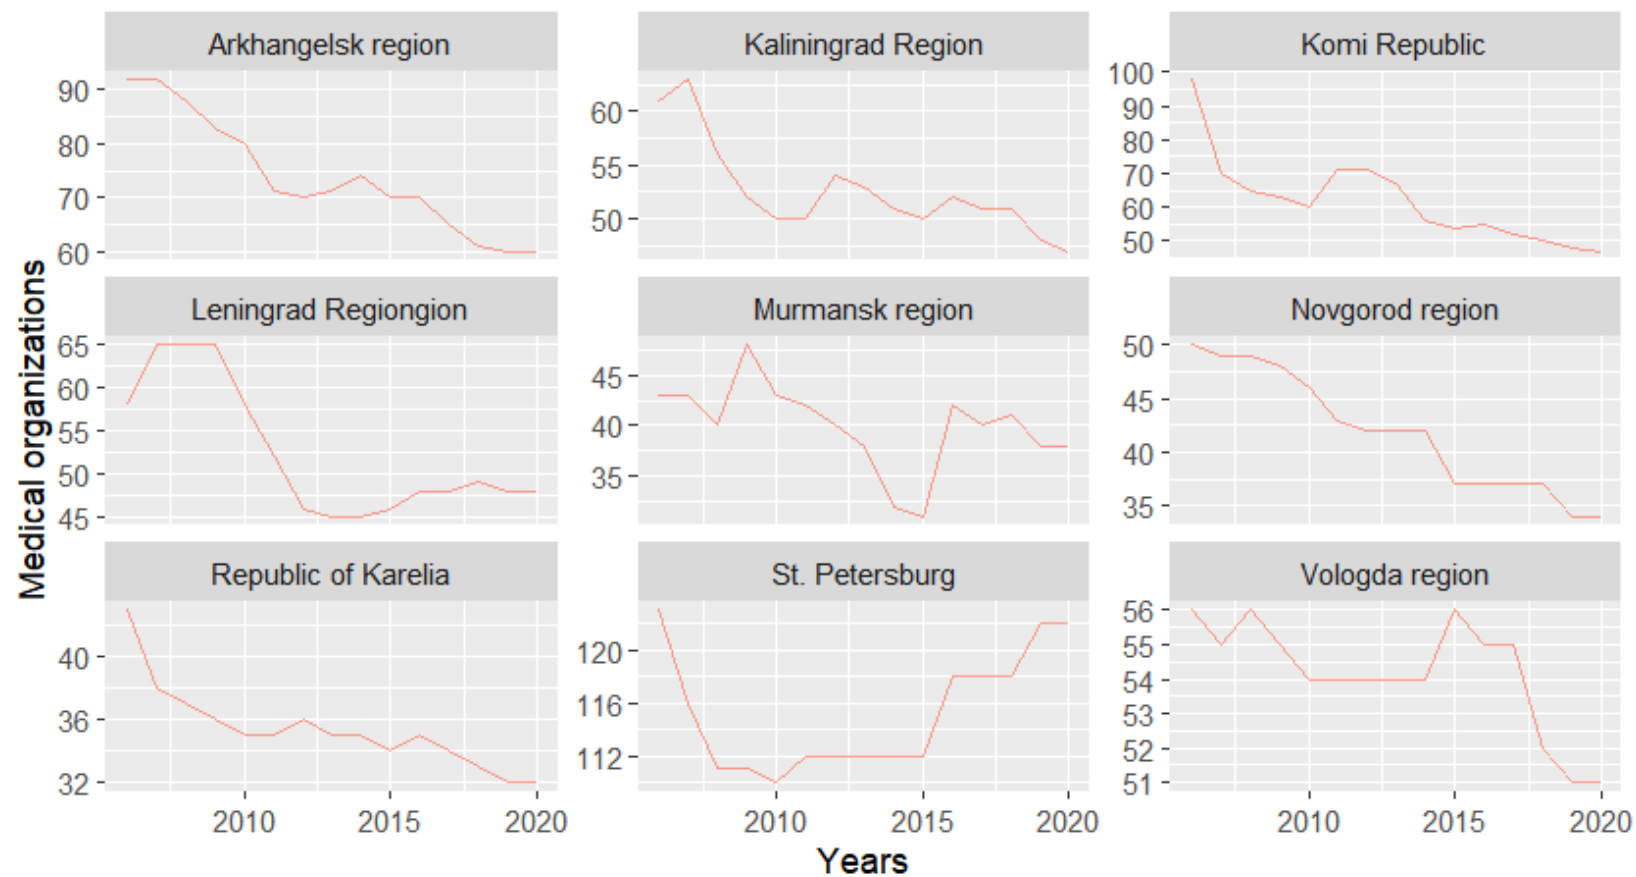 Arkhangelsk region
Kaliningrad Region
Komi Republic
90
80
70
60
60
55
50
100
90
80
70
60
50
Medical organizations
Leningrad Regiongion
Murmansk region
Novgorod region
65
60
55
50
45
45
40
35
50
45
40
35
Republic of Karelia
St. Petersburg
Vologda region
40
36
32
120
116
112
56
55
54
53
52
51
2010 2015 2020
2010 2015 2020
2010 2015 2020
Years